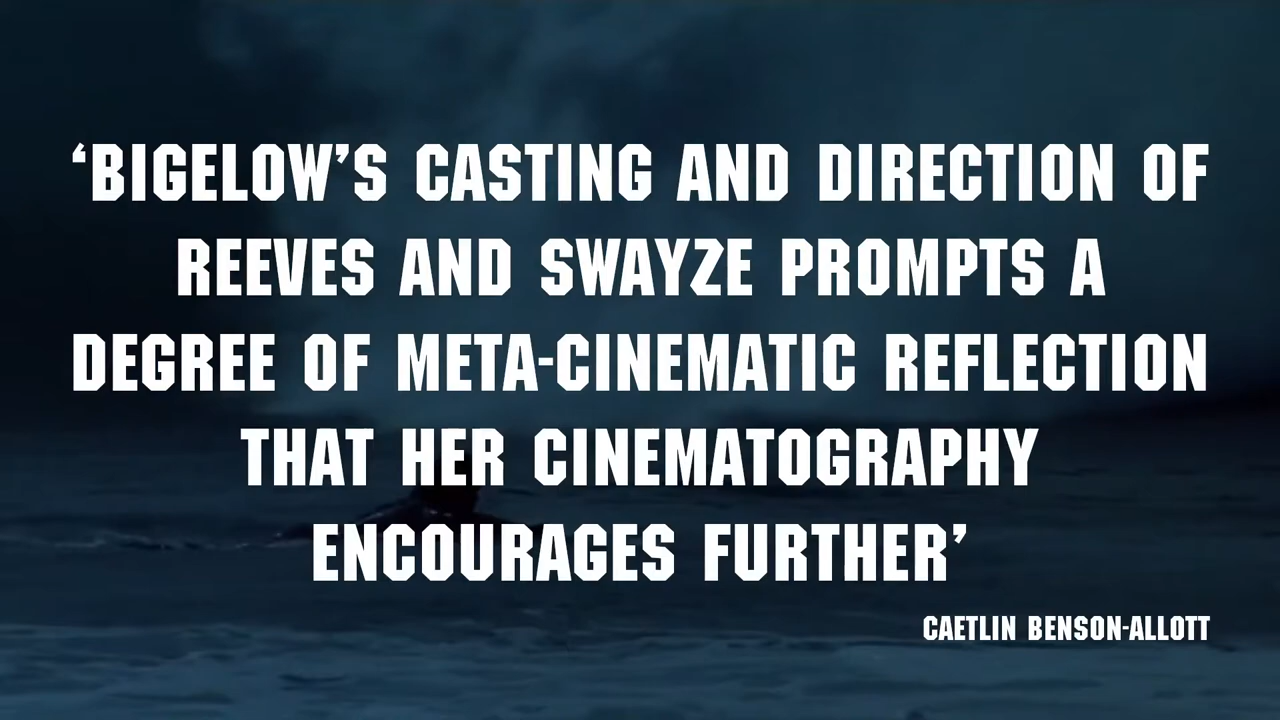 ‘BIGELOW’S CASTING AND DIRECTION OF
REEVES AND SWAYZE PROMPTS A
DEGREE OF META-CINEMATIC REFLECTION
THAT HER CINEMATOGRAPHY
ENCOURAGES FURTHER’
CAETLIN BENSON-ALLOTT